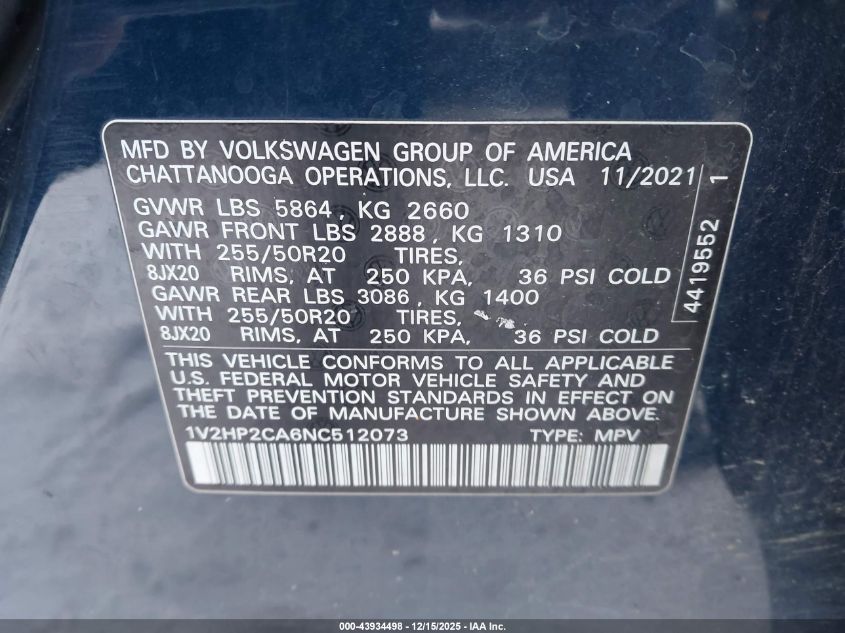 MFD BY VOLKSWAGEN GROUP OF AMERICA
CHATTANOOGA OPERATIONS, LLC. USA 11/2021
GVWR LBS 5864, KG 2660
GAWR FRONT LBS 2888, KG 1310
WITH 255/50R20 TIRES,
8JX20 RIMS, AT 250 KPA, 36 PSI COLD
GAWR REAR LBS 3086, KG 1400
WITH 255/50R20 TIRES,
8JX20 RIMS, AT 250 KPA, 36 PSI COLD
THIS VEHICLE CONFORMS TO ALL APPLICABLE
U.S. FEDERAL MOTOR VEHICLE SAFETY AND
THEFT PREVENTION STANDARDS IN EFFECT ON
THE DATE OF MANUFACTURE SHOWN ABOVE.
1V2HP2CA6NC512073 TYPE: MPV
4419552 1
000-43934498 - 12/15/2025 - IAA Inc.